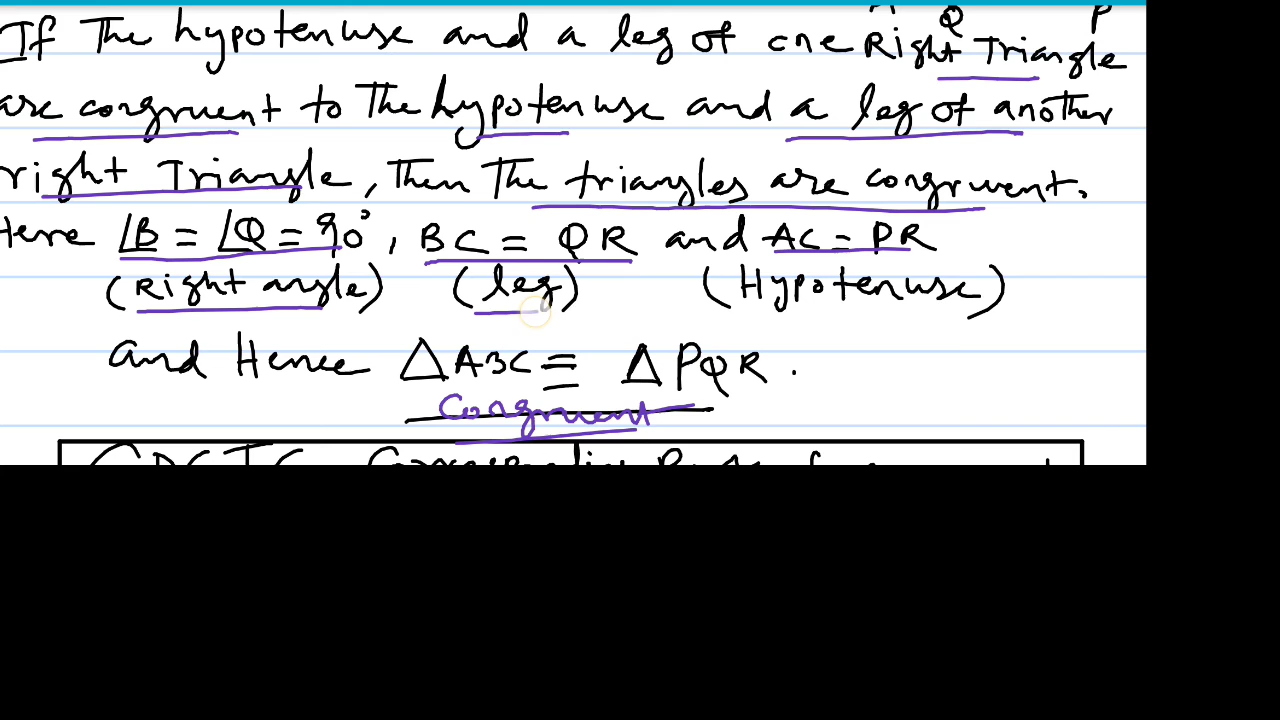 Q P
If The hypotenuse and a leg of one Right Triangle
are congruent to The hypotenuse and a leg of another
right Triangle, Then The triangles are congruent.
Here ∠B = ∠Q = 90°, BC = QR and AC = PR
(Right angle) (leg) (Hypotenuse)
and Hence △ABC ≅ △PQR.
Congruent
CPCTC